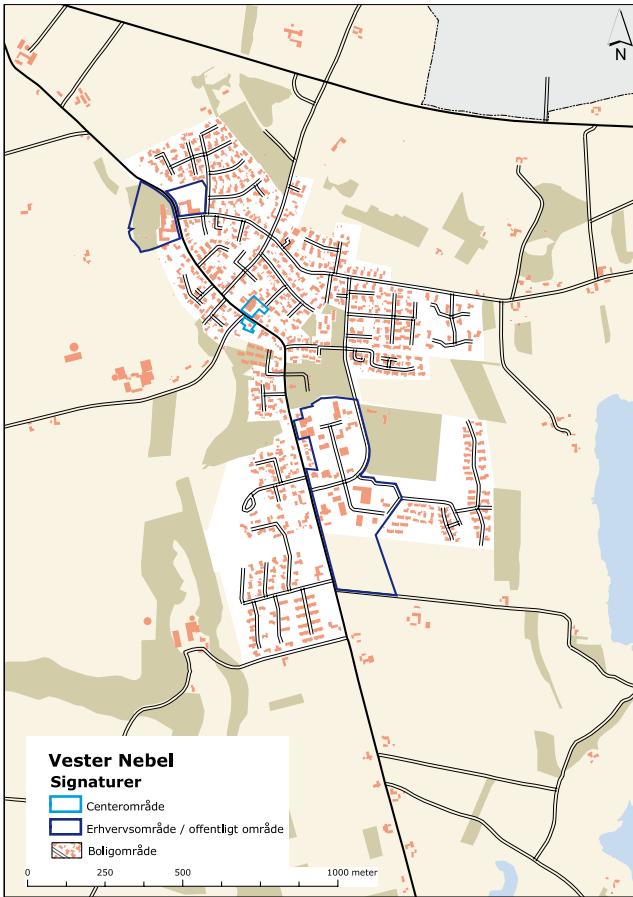 N
Vester Nebel
Signaturer
Centerområde
Erhvervsområde / offentligt område
Boligområde
0 250 500 1000 meter